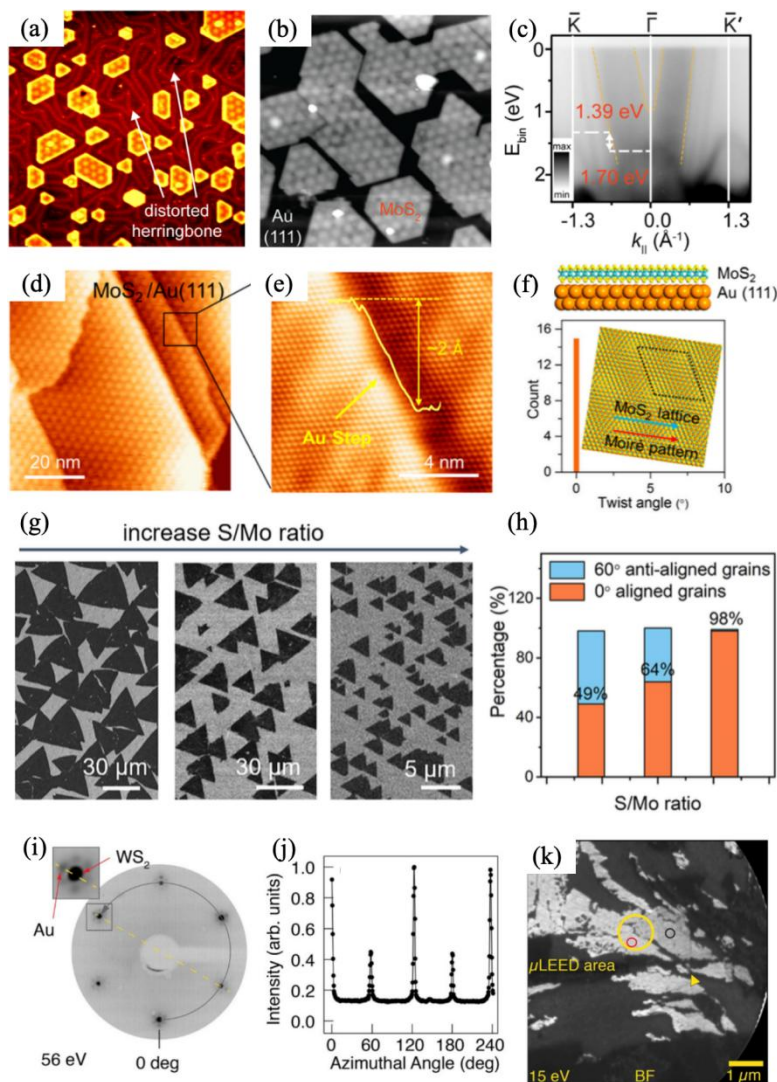 (a)
distorted
herringbone
(b)
Au
(111)
MoS2
(c)
K̄
Γ̄
K̄′
Ebin (eV)
0
1
2
1.39 eV
1.70 eV
max
min
-1.3
0.0
1.3
k|| (Å-1)
(d)
MoS2/Au(111)
20 nm
(e)
~2 Å
Au Step
4 nm
(f)
MoS2
Au (111)
Count
16
12
8
4
0
MoS2 lattice
Moiré pattern
0
5
10
Twist angle (°)
(g)
increase S/Mo ratio
30 μm
30 μm
5 μm
(h)
60° anti-aligned grains
0° aligned grains
Percentage (%)
120
80
40
0
49%
64%
98%
S/Mo ratio
(i)
WS2
Au
56 eV
0 deg
(j)
Intensity (arb. units)
1.0
0.8
0.6
0.4
0.2
0.0
0
60
120
180
240
Azimuthal Angle (deg)
(k)
μLEED area
15 eV
BF
1 μm